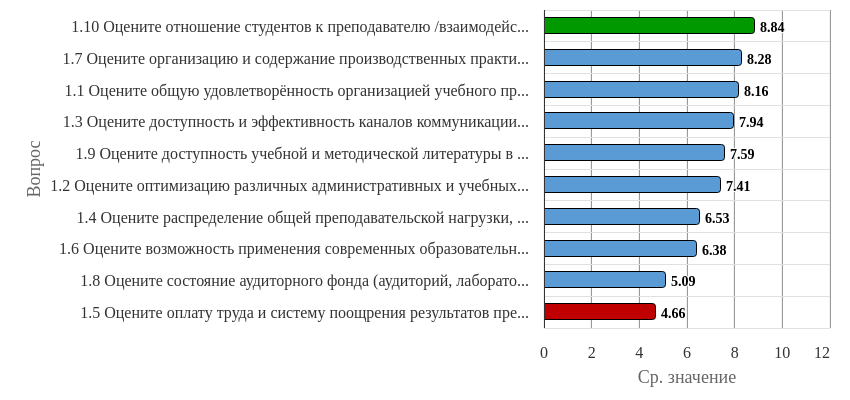 1.10 Оцените отношение студентов к преподавателю /взаимодейс... 8.84
1.7 Оцените организацию и содержание производственных практи... 8.28
1.1 Оцените общую удовлетворённость организацией учебного пр... 8.16
1.3 Оцените доступность и эффективность каналов коммуникации... 7.94
1.9 Оцените доступность учебной и методической литературы в ... 7.59
1.2 Оцените оптимизацию различных административных и учебных... 7.41
1.4 Оцените распределение общей преподавательской нагрузки, ... 6.53
1.6 Оцените возможность применения современных образовательн... 6.38
1.8 Оцените состояние аудиторного фонда (аудиторий, лаборато... 5.09
1.5 Оцените оплату труда и систему поощрения результатов пре... 4.66
Вопрос
0 2 4 6 8 10 12
Ср. значение